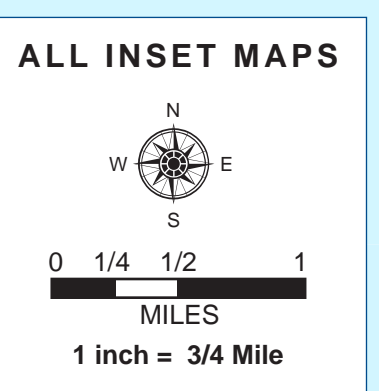 ALL INSET MAPS
N
W E
S
0 1/4 1/2 1
MILES
1 inch = 3/4 Mile